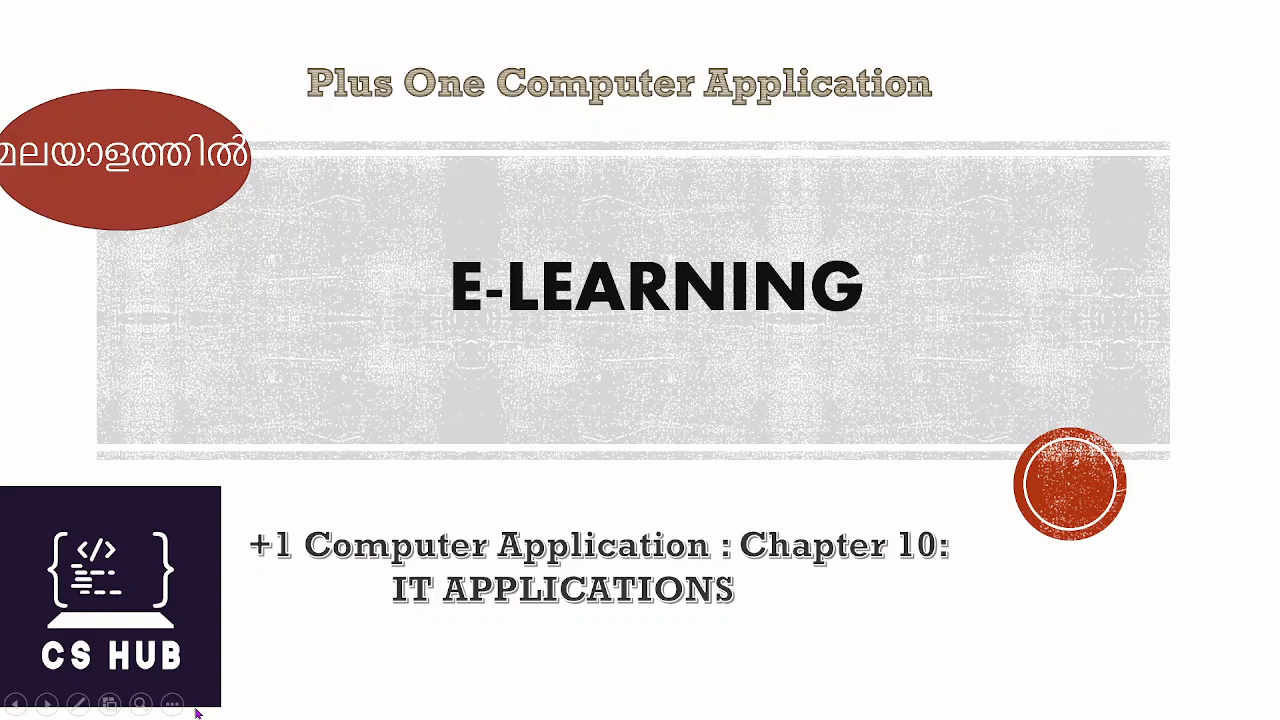 Plus One Computer Application
മലയാളത്തിൽ
E-LEARNING
+1 Computer Application : Chapter 10:
IT APPLICATIONS
{ </> }
CS HUB